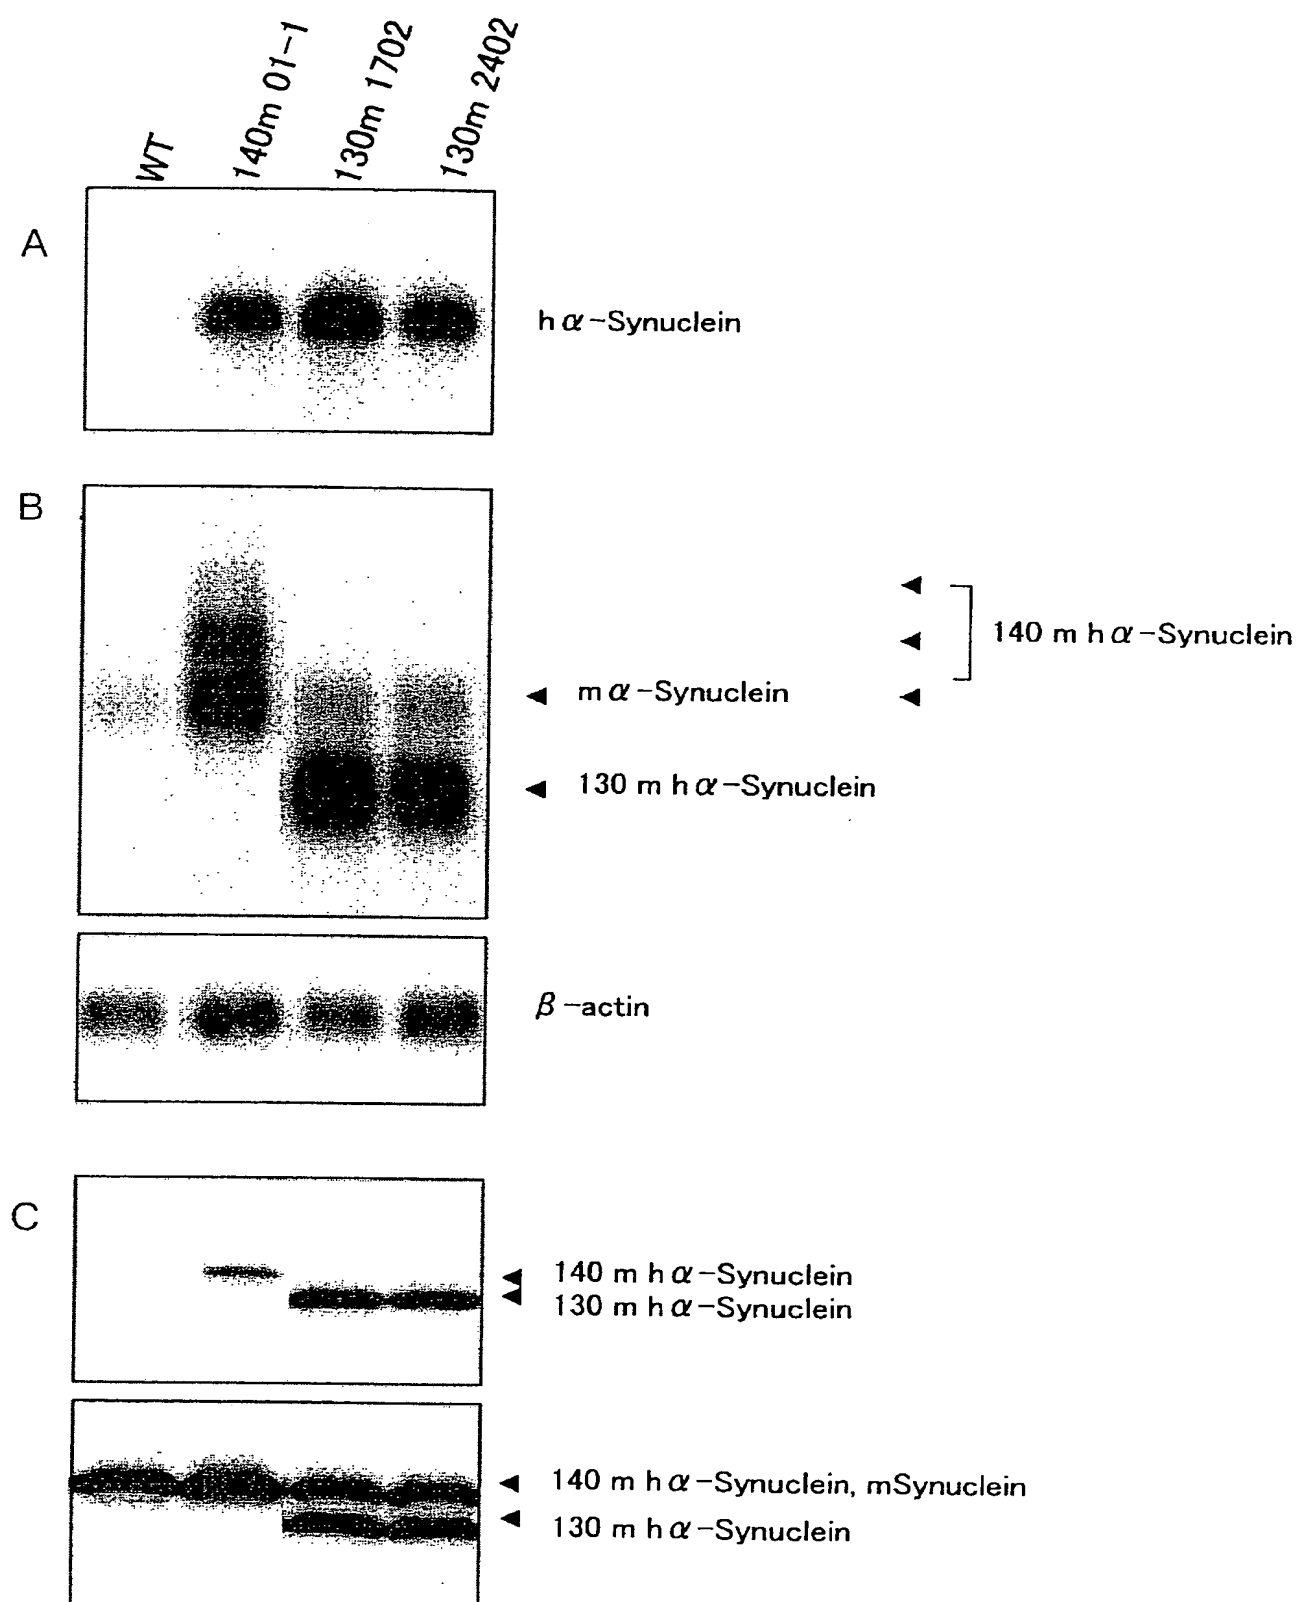 WT
140m 01-1
130m 1702
130m 2402
A
h α-Synuclein
B
140 m h α-Synuclein
m α-Synuclein
130 m h α-Synuclein
β-actin
C
140 m h α-Synuclein
130 m h α-Synuclein
140 m h α-Synuclein, mSynuclein
130 m h α-Synuclein